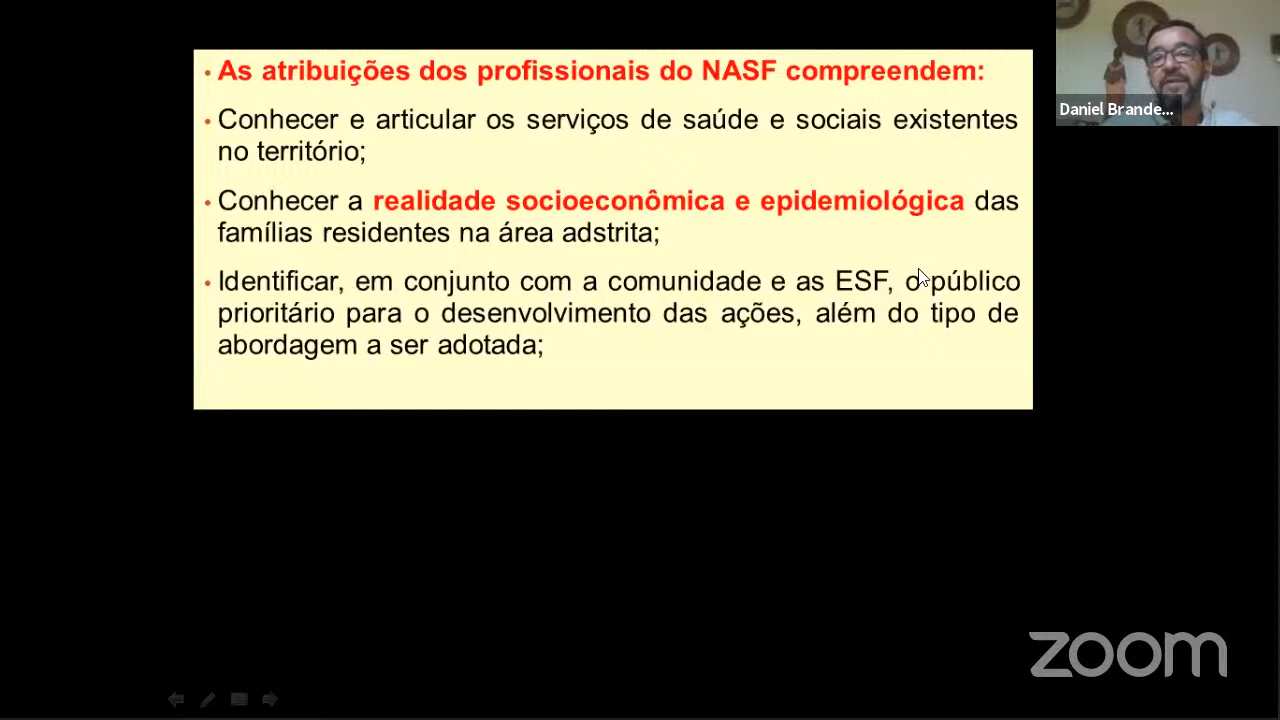 • As atribuições dos profissionais do NASF compreendem:
• Conhecer e articular os serviços de saúde e sociais existentes
no território;
• Conhecer a realidade socioeconômica e epidemiológica das
famílias residentes na área adstrita;
• Identificar, em conjunto com a comunidade e as ESF, o público
prioritário para o desenvolvimento das ações, além do tipo de
abordagem a ser adotada;
Daniel Brande...
zoom